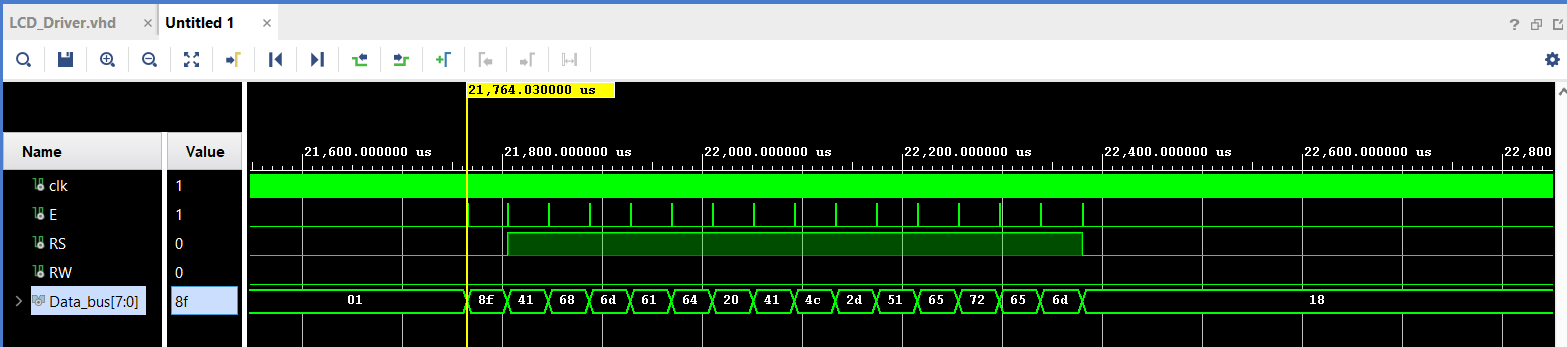 LCD_Driver.vhd × Untitled 1 ×
?
21,764.030000 us
Name Value
21,600.000000 us 21,800.000000 us 22,000.000000 us 22,200.000000 us 22,400.000000 us 22,600.000000 us 22,800
clk 1
E 1
RS 0
RW 0
Data_bus[7:0] 8f 01 8f 41 68 6d 61 64 20 41 4c 2d 51 65 72 65 6d 18